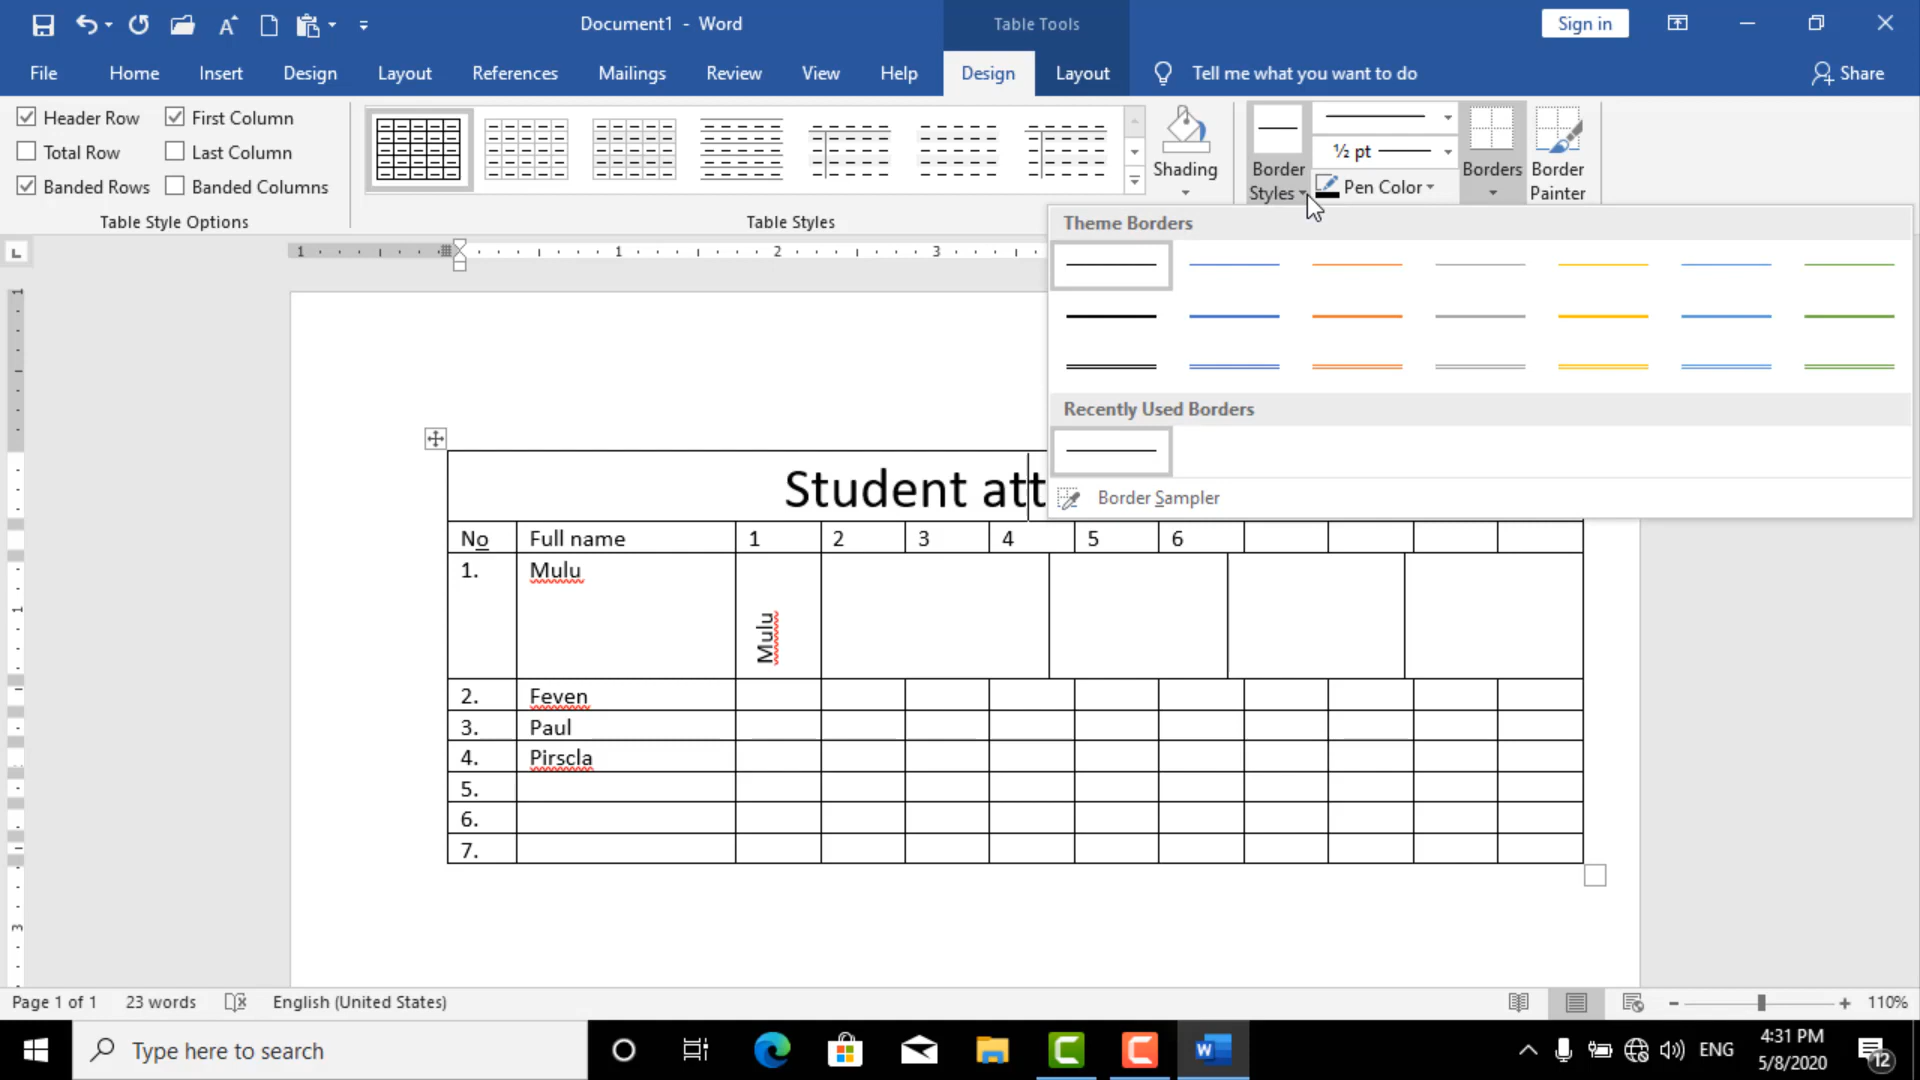 Document1 - Word
Table Tools
Sign in
File Home Insert Design Layout References Mailings Review View Help Design Layout Tell me what you want to do Share
Header Row First Column
Total Row Last Column
Banded Rows Banded Columns
Table Style Options
Table Styles
Shading
Border Styles
½ pt
Pen Color
Borders
Border Painter
Theme Borders
Recently Used Borders
Border Sampler
1 1 2 3
Student att
No Full name 1 2 3 4 5 6
1. Mulu Mulu
2. Feven
3. Paul
4. Pirscla
5.
6.
7.
Page 1 of 1 23 words English (United States) 110%
Type here to search
ENG
4:31 PM
5/8/2020
12